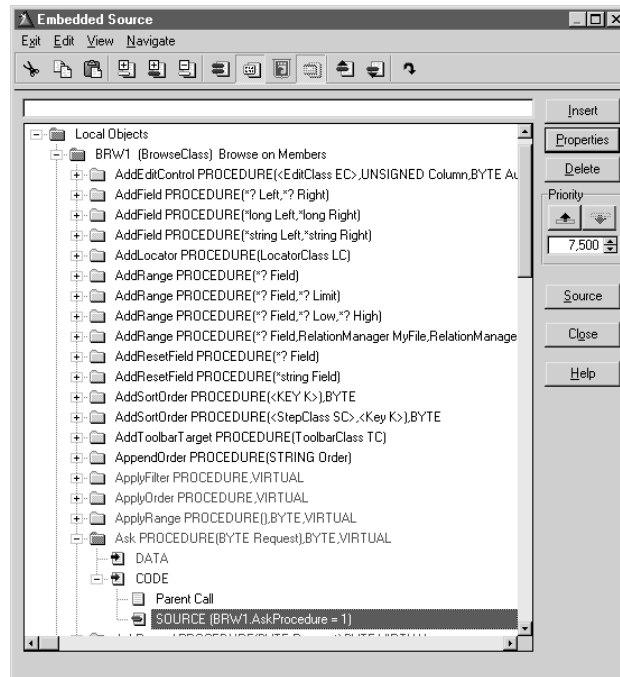 Embedded Source
Exit Edit View Navigate
Insert
Local Objects
Properties
BRW1 (BrowseClass) Browse on Members
AddEditControl PROCEDURE(<EditClass EC>,UNSIGNED Column,BYTE Au
Delete
AddField PROCEDURE(*? Left,*? Right)
Priority
AddField PROCEDURE(*long Left,*long Right)
AddField PROCEDURE(*string Left,*string Right)
7,500
AddLocator PROCEDURE(LocatorClass LC)
AddRange PROCEDURE(*? Field)
AddRange PROCEDURE(*? Field,*? Limit)
Source
AddRange PROCEDURE(*? Field,*? Low,*? High)
AddRange PROCEDURE(*? Field,RelationManager MyFile,RelationManage
Close
AddResetField PROCEDURE(*? Field)
AddResetField PROCEDURE(*string Field)
Help
AddSortOrder PROCEDURE(<KEY K>),BYTE
AddSortOrder PROCEDURE(<StepClass SC>,<Key K>),BYTE
AddToolbarTarget PROCEDURE(ToolbarClass TC)
AppendOrder PROCEDURE(STRING Order)
ApplyFilter PROCEDURE,VIRTUAL
ApplyOrder PROCEDURE,VIRTUAL
ApplyRange PROCEDURE(),BYTE,VIRTUAL
Ask PROCEDURE(BYTE Request),BYTE,VIRTUAL
DATA
CODE
Parent Call
SOURCE (BRW1.AskProcedure = 1)